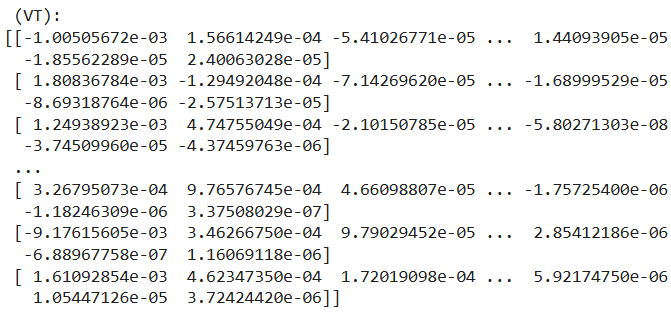 (VT):
[[-1.00505672e-03  1.56614249e-04 -5.41026771e-05 ...  1.44093905e-05
  -1.85562289e-05  2.40063028e-05]
 [ 1.80836784e-03 -1.29492048e-04 -7.14269620e-05 ... -1.68999529e-05
  -8.69318764e-06 -2.57513713e-05]
 [ 1.24938923e-03  4.74755049e-04 -2.10150785e-05 ... -5.80271303e-08
  -3.74509960e-05 -4.37459763e-06]
 ...
 [ 3.26795073e-04  9.76576745e-04  4.66098807e-05 ... -1.75725400e-06
  -1.18246309e-06  3.37508029e-07]
 [-9.17615605e-03  3.46266750e-04  9.79029452e-05 ...  2.85412186e-06
  -6.88967758e-07  1.16069118e-06]
 [ 1.61092854e-03  4.62347350e-04  1.72019098e-04 ...  5.92174750e-06
   1.05447126e-05  3.72424420e-06]]